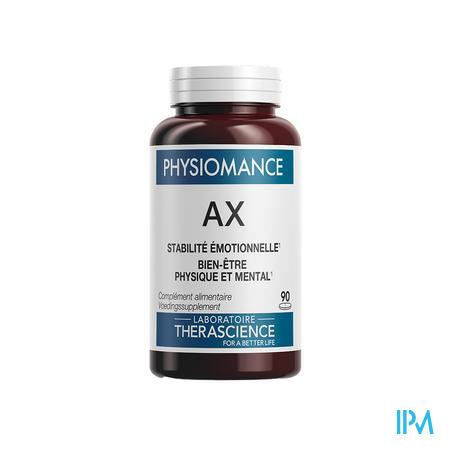 PHYSIOMANCE
AX
STABILITÉ ÉMOTIONNELLE¹
BIEN-ÊTRE
PHYSIQUE ET MENTAL¹
Complément alimentaire
Voedingssupplement
90
LABORATOIRE
THERASCIENCE
FOR A BETTER LIFE
IPM